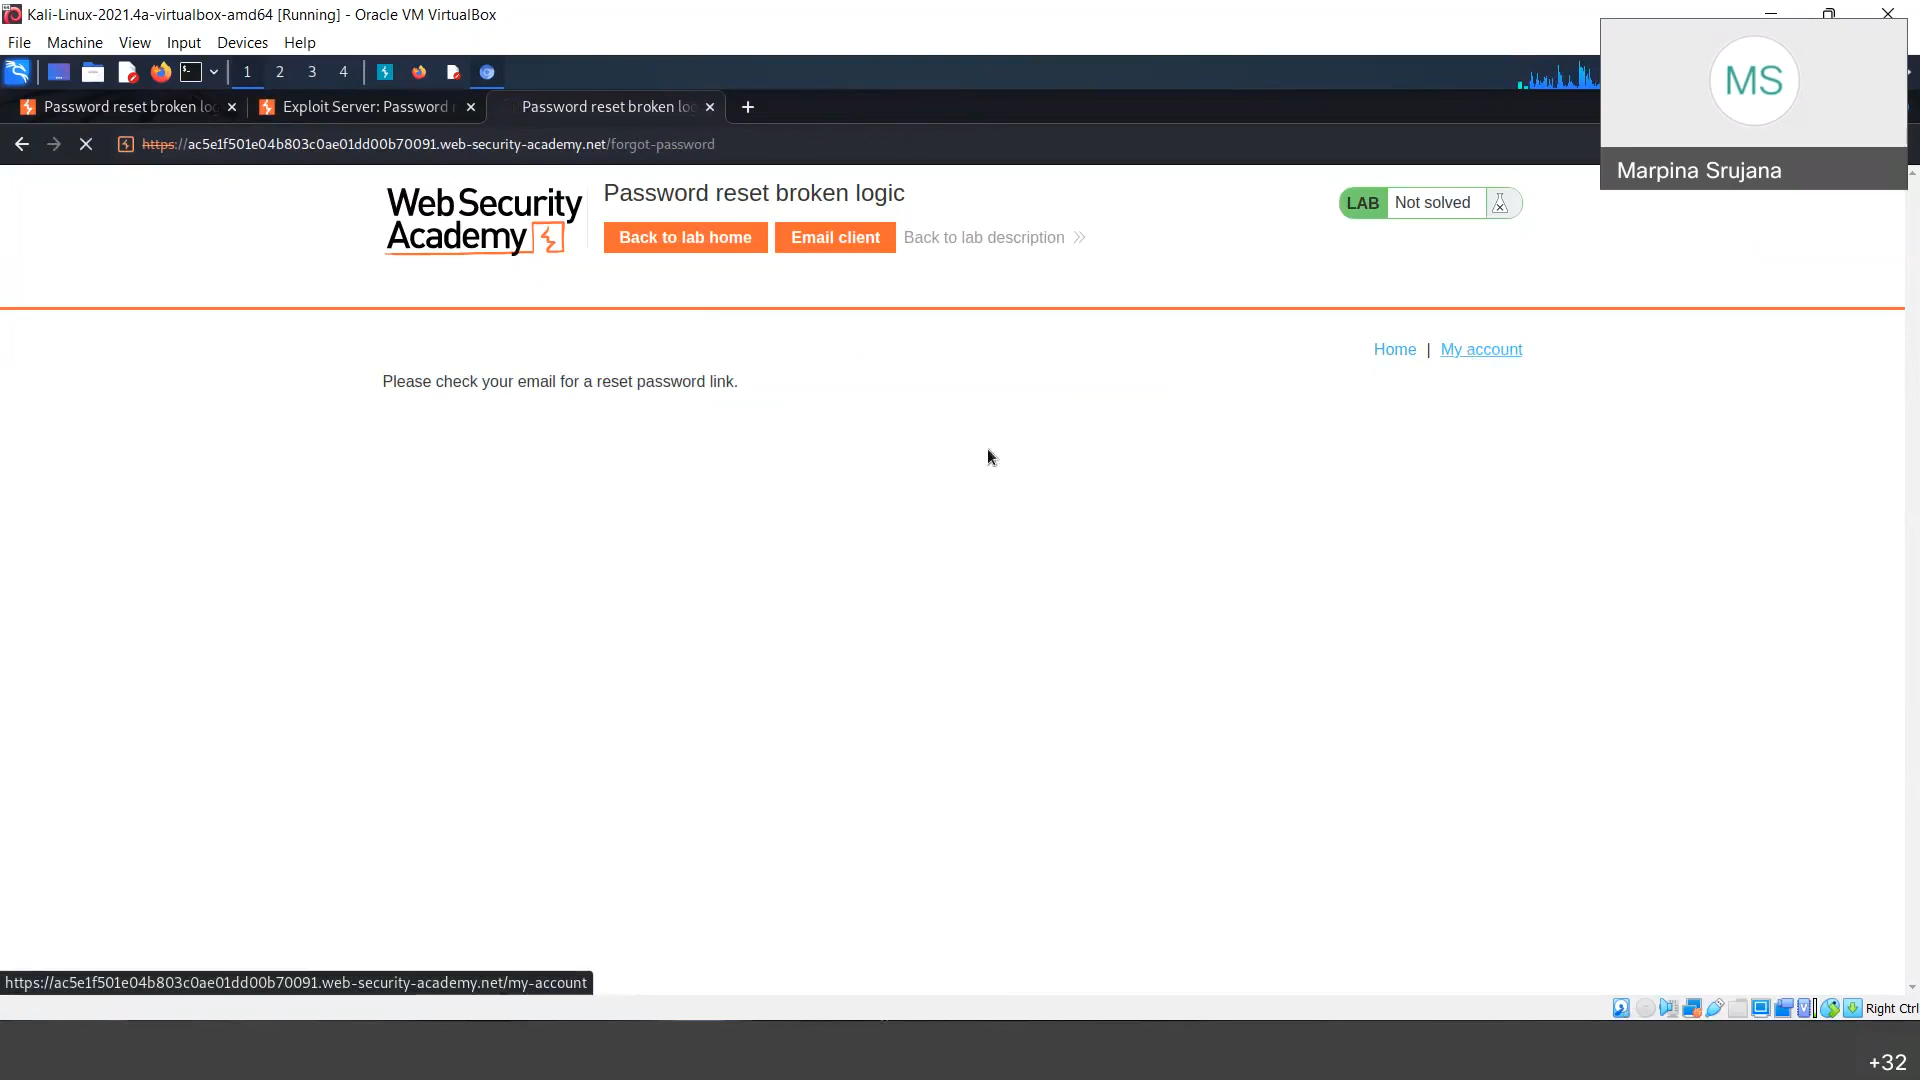 Kali-Linux-2021.4a-virtualbox-amd64 [Running] - Oracle VM VirtualBox
File Machine View Input Devices Help
1 2 3 4
Password reset broken lo
Exploit Server: Password
Password reset broken lo
https://ac5e1f501e04b803c0ae01dd00b70091.web-security-academy.net/forgot-password
MS
Marpina Srujana
Web Security
Academy
Password reset broken logic
Back to lab home
Email client
Back to lab description
LAB Not solved
Home | My account
Please check your email for a reset password link.
https://ac5e1f501e04b803c0ae01dd00b70091.web-security-academy.net/my-account
Right Ctrl
+32